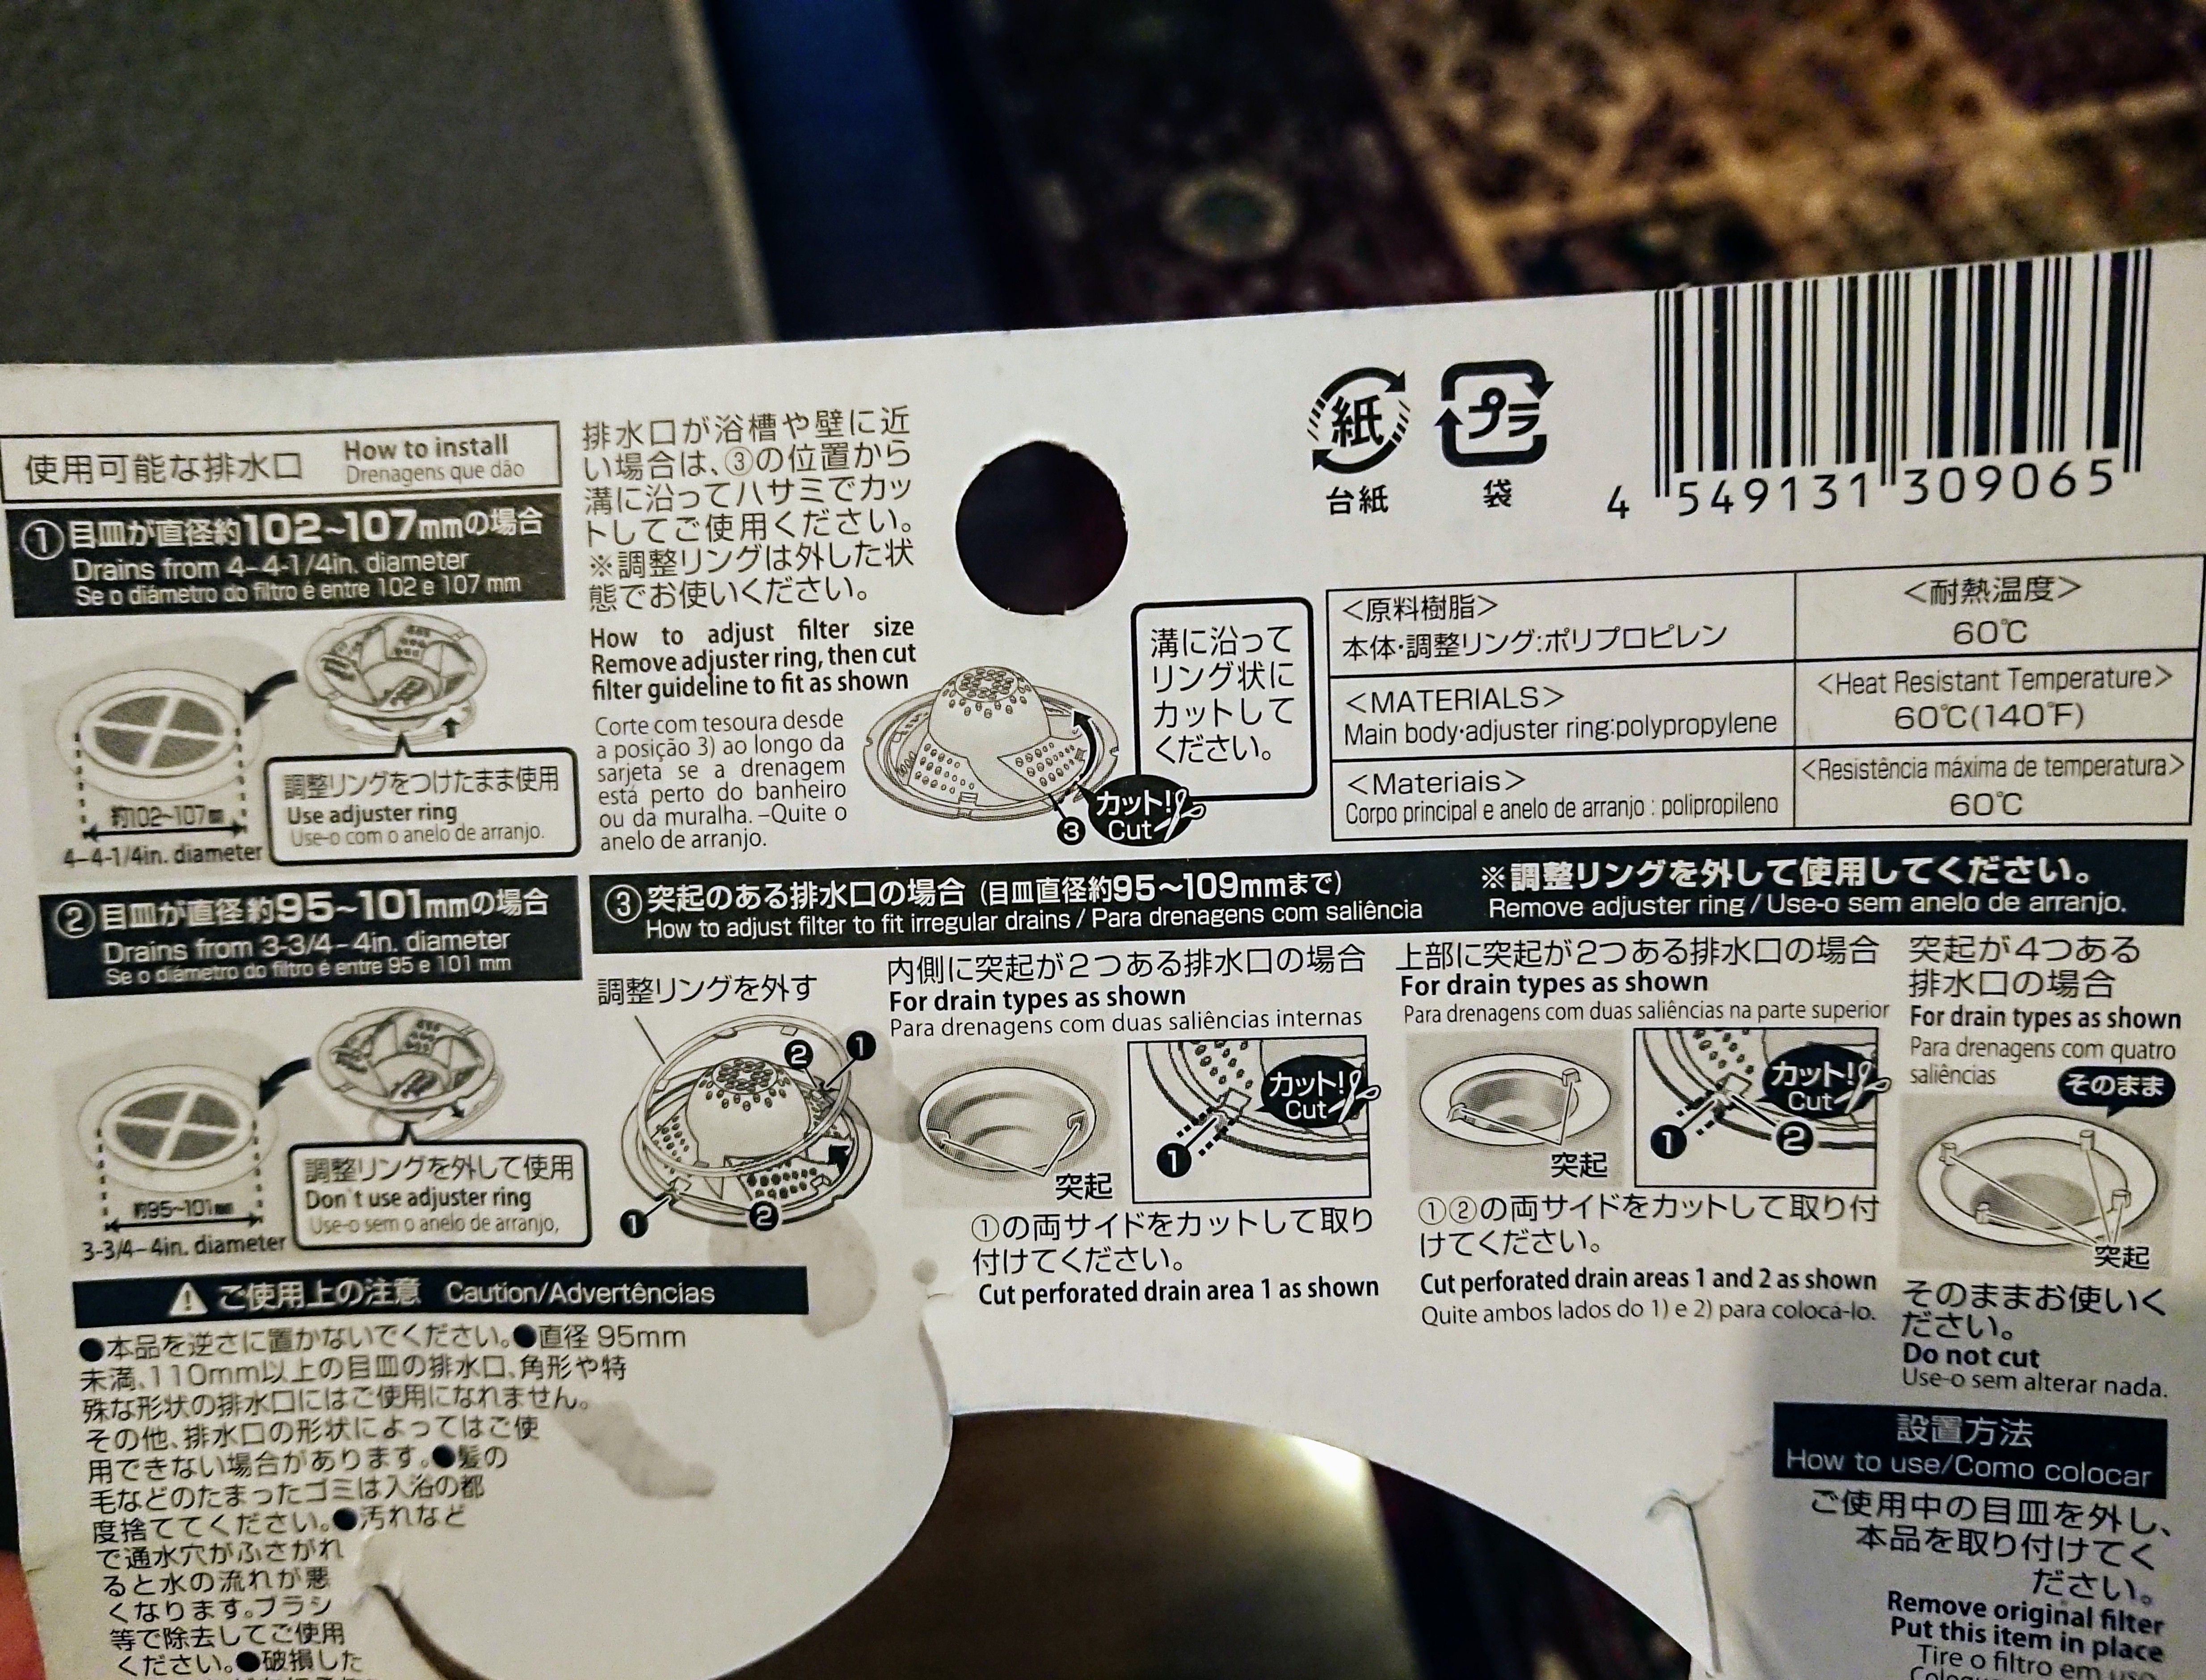 使用可能な排水口
How to install
Drenagens que dão
①目皿が直径約102~107mmの場合
Drains from 4-4-1/4in. diameter
Se o diámetro do filtro é entre 102 e 107 mm
約102~107㎜
4-4-1/4in. diameter
調整リングをつけたまま使用
Use adjuster ring
Use-o com o anelo de arranjo.
②目皿が直径約95~101mmの場合
Drains from 3-3/4-4in. diameter
Se o diámetro do filtro é entre 95 e 101 mm
約95~101㎜
3-3/4-4in. diameter
調整リングを外して使用
Don't use adjuster ring
Use-o sem o anelo de arranjo,
⚠ご使用上の注意 Caution/Advertências
●本品を逆さに置かないでください。●直径 95mm
未満、110mm以上の目皿の排水口、角形や特
殊な形状の排水口にはご使用になれません。
その他、排水口の形状によってはご使
用できない場合があります。●髪の
毛などのたまったゴミは入浴の都
度捨ててください。●汚れなど
で通水穴がふさがれ
ると水の流れが悪
くなります。ブラシ
等で除去してご使用
ください。●破損した
排水口が浴槽や壁に近
い場合は、③の位置から
溝に沿ってハサミでカッ
トしてご使用ください。
※調整リングは外した状
態でお使いください。
How to adjust filter size
Remove adjuster ring, then cut
filter guideline to fit as shown
Corte com tesoura desde
a posição 3) ao longo da
sarjeta se a drenagem
está perto do banheiro
ou da muralha. –Quite o
anelo de arranjo.
溝に沿って
リング状に
カットして
ください。
カット!
Cut
3
紙
台紙
プラ
袋
4 549131 309065
<原料樹脂>
本体・調整リング:ポリプロピレン
<耐熱温度>
60℃
<MATERIALS>
Main body・adjuster ring:polypropylene
<Heat Resistant Temperature>
60℃(140℉)
<Materiais>
Corpo principal e anelo de arranjo : polipropileno
<Resistência máxima de temperatura>
60℃
③突起のある排水口の場合(目皿直径約95~109mmまで)
How to adjust filter to fit irregular drains / Para drenagens com saliência
※調整リングを外して使用してください。
Remove adjuster ring / Use-o sem anelo de arranjo.
調整リングを外す
2 1
1 2
内側に突起が2つある排水口の場合
For drain types as shown
Para drenagens com duas saliências internas
カット!
Cut
1
突起
①の両サイドをカットして取り
付けてください。
Cut perforated drain area 1 as shown
上部に突起が2つある排水口の場合
For drain types as shown
Para drenagens com duas saliências na parte superior
カット!
Cut
1 2
突起
①②の両サイドをカットして取り付
けてください。
Cut perforated drain areas 1 and 2 as shown
Quite ambos lados do 1) e 2) para colocá-lo.
突起が4つある
排水口の場合
For drain types as shown
Para drenagens com quatro
saliências
そのまま
突起
そのままお使いく
ださい。
Do not cut
Use-o sem alterar nada.
設置方法
How to use/Como colocar
ご使用中の目皿を外し、
本品を取り付けてく
ださい。
Remove original filter
Put this item in place
Tire o filtro em